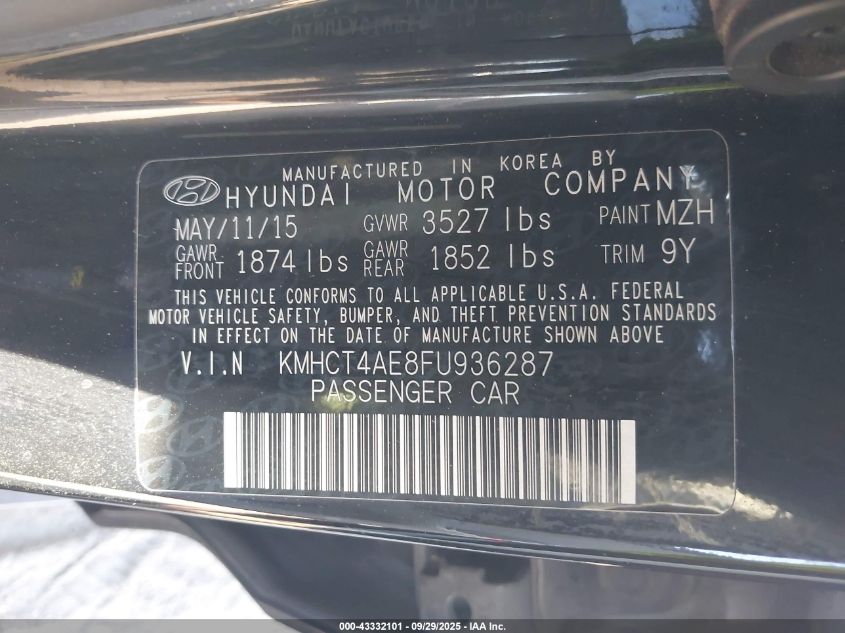 MANUFACTURED IN KOREA BY
HYUNDAI MOTOR COMPANY
MAY/11/15 GVWR 3527 lbs PAINT MZH
GAWR FRONT 1874 lbs GAWR REAR 1852 lbs TRIM 9Y
THIS VEHICLE CONFORMS TO ALL APPLICABLE U.S.A. FEDERAL
MOTOR VEHICLE SAFETY, BUMPER, AND THEFT PREVENTION STANDARDS
IN EFFECT ON THE DATE OF MANUFACTURE SHOWN ABOVE
V.I.N KMHCT4AE8FU936287
PASSENGER CAR
000-43332101 - 09/29/2025 - IAA Inc.